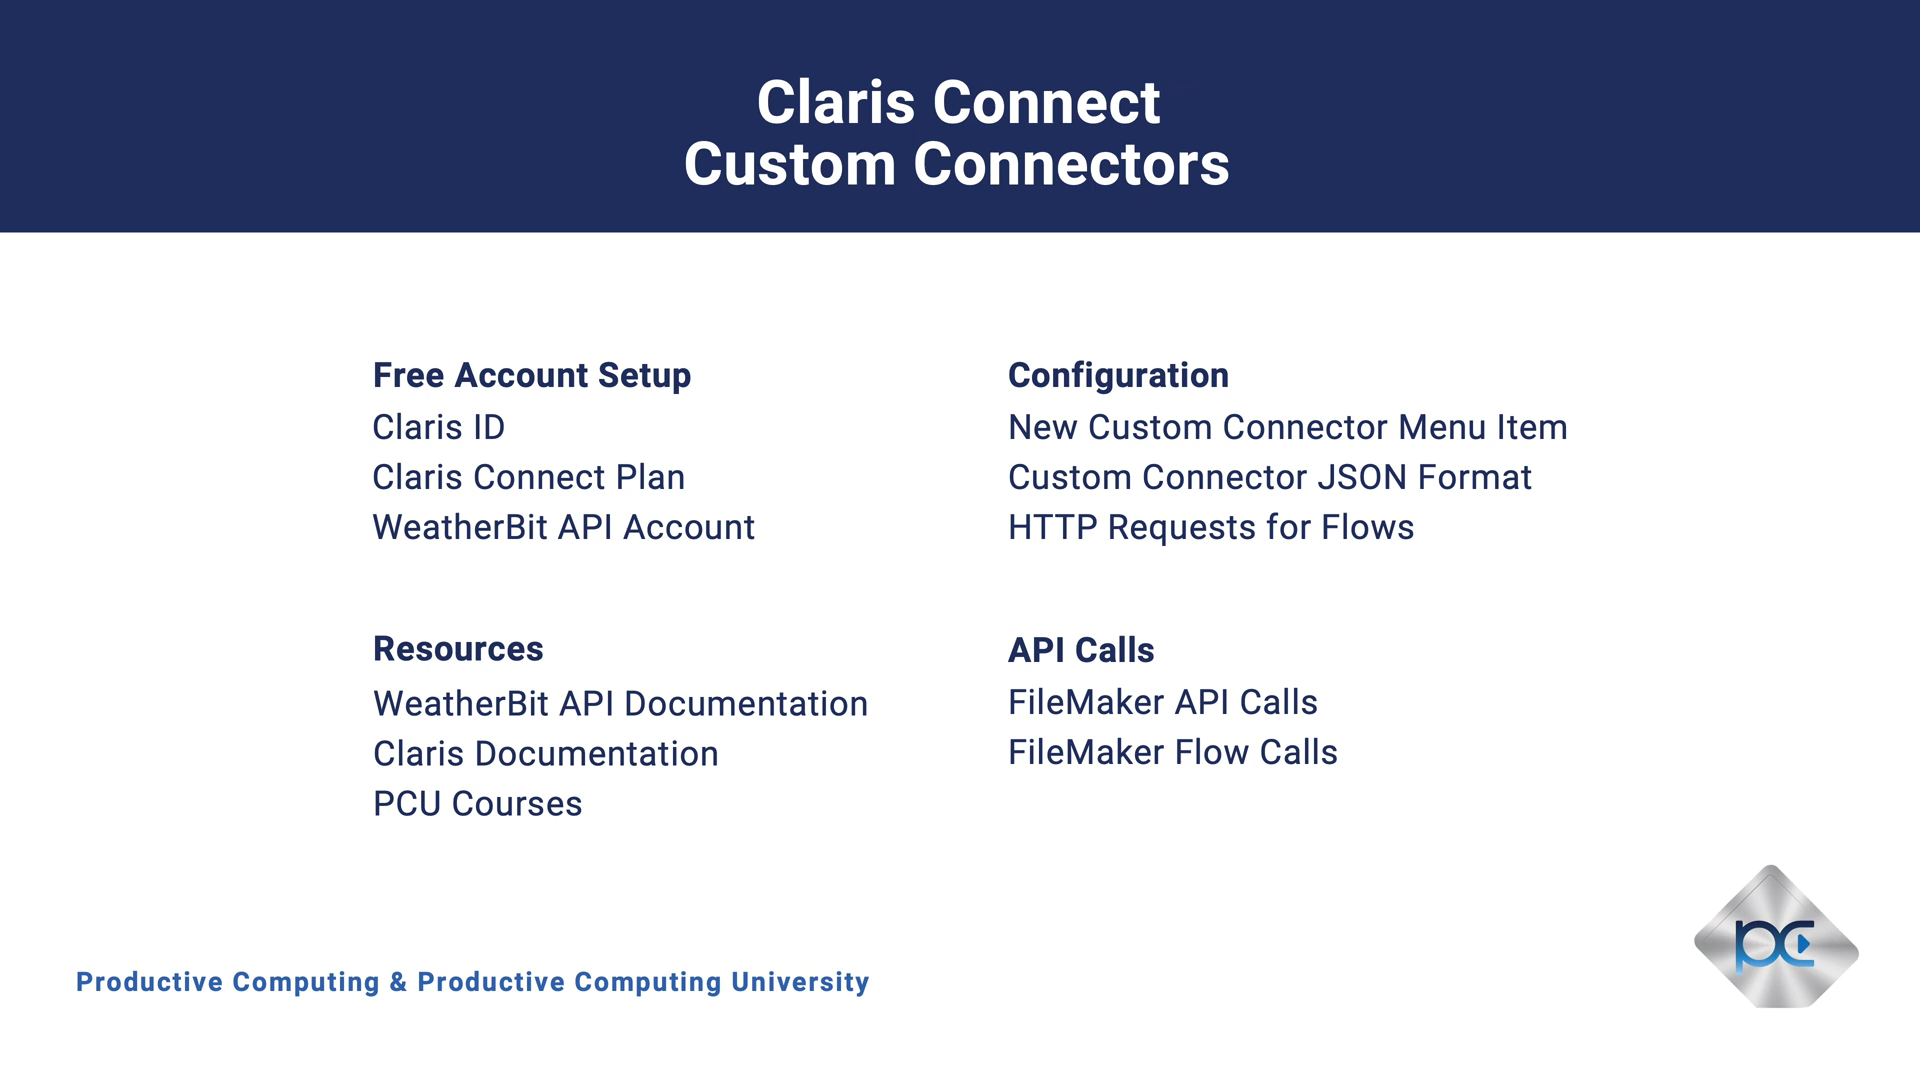 Claris Connect
Custom Connectors
Free Account Setup
Claris ID
Claris Connect Plan
WeatherBit API Account
Configuration
New Custom Connector Menu Item
Custom Connector JSON Format
HTTP Requests for Flows
Resources
WeatherBit API Documentation
Claris Documentation
PCU Courses
API Calls
FileMaker API Calls
FileMaker Flow Calls
Productive Computing & Productive Computing University
pc